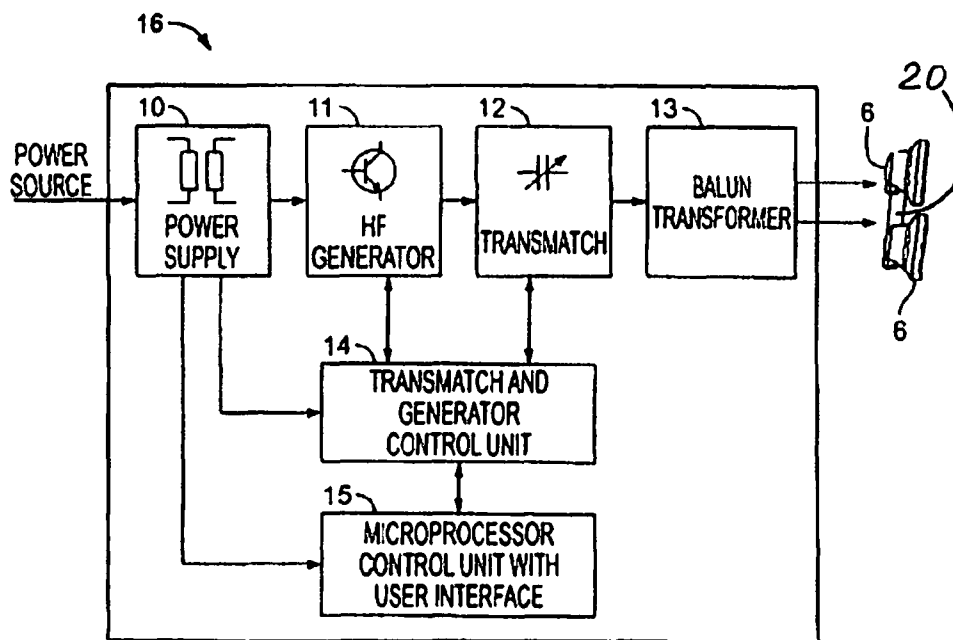 16
20
10
11
12
13
6
POWER
SOURCE
POWER
SUPPLY
HF
GENERATOR
TRANSMATCH
BALUN
TRANSFORMER
6
14
TRANSMATCH AND
GENERATOR
CONTROL UNIT
15
MICROPROCESSOR
CONTROL UNIT WITH
USER INTERFACE